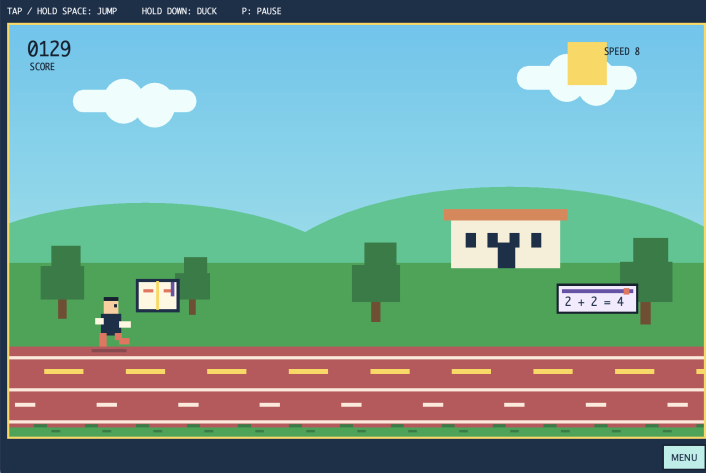 TAP / HOLD SPACE: JUMP HOLD DOWN: DUCK P: PAUSE
0129
SCORE
SPEED 8
2 + 2 = 4
MENU